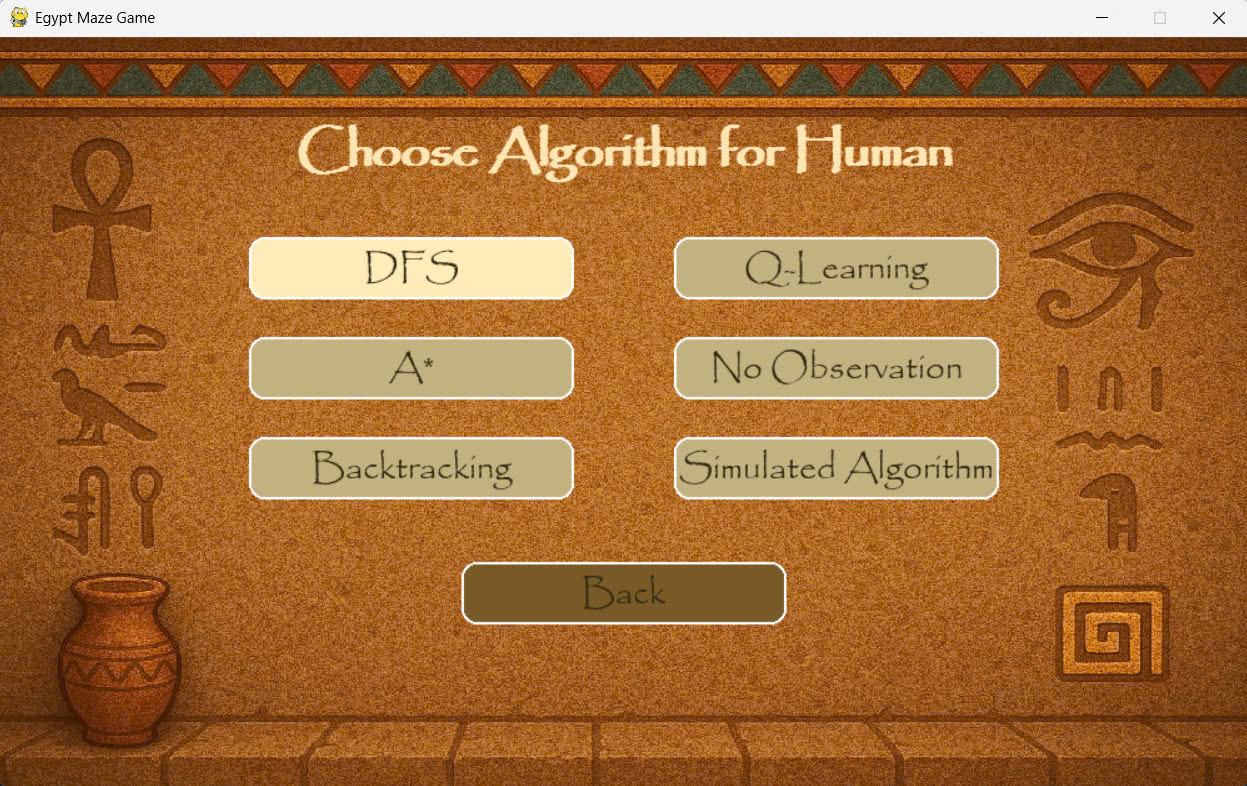 Egypt Maze Game
Choose Algorithm for Human
DFS
Q-Learning
A*
No Observation
Backtracking
Simulated Algorithm
Back